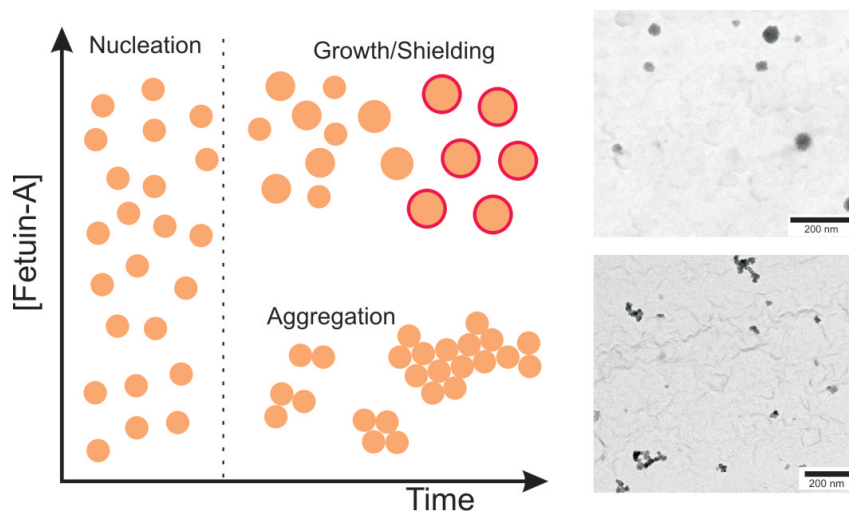 Nucleation
Growth/Shielding
[Fetuin-A]
Aggregation
Time
200 nm
200 nm